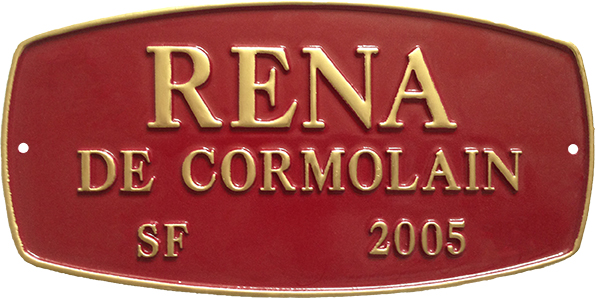 RENA
DE CORMOLAIN
SF 2005